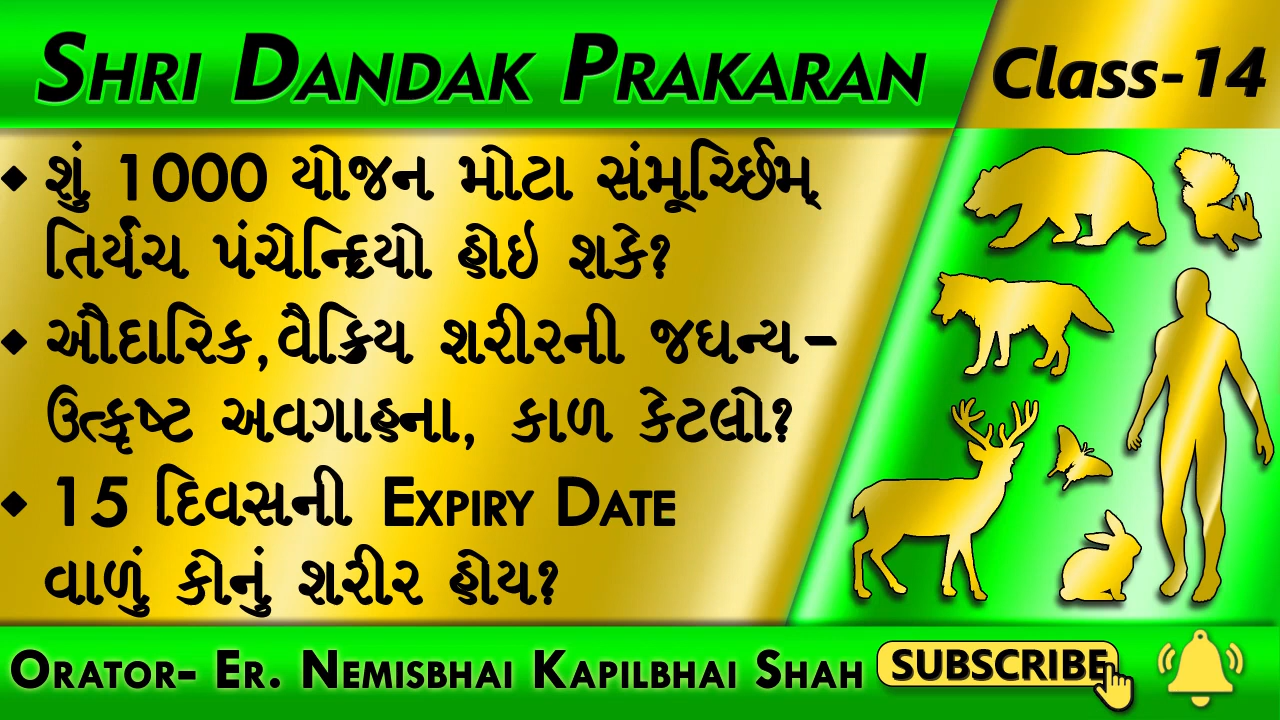 SHRI DANDAK PRAKARAN
Class-14
◆ શું 1000 યોજન મોટા સંમૂર્ચ્છિમ્
તિર્યંચ પંચેન્દ્રિયો હોઇ શકે?
◆ ઔદારિક,વૈક્રિય શરીરની જઘન્ય-
ઉત્કૃષ્ટ અવગાહના, કાળ કેટલો?
◆ 15 દિવસની EXPIRY DATE
વાળું કોનું શરીર હોય?
ORATOR- ER. NEMISBHAI KAPILBHAI SHAH
SUBSCRIBE